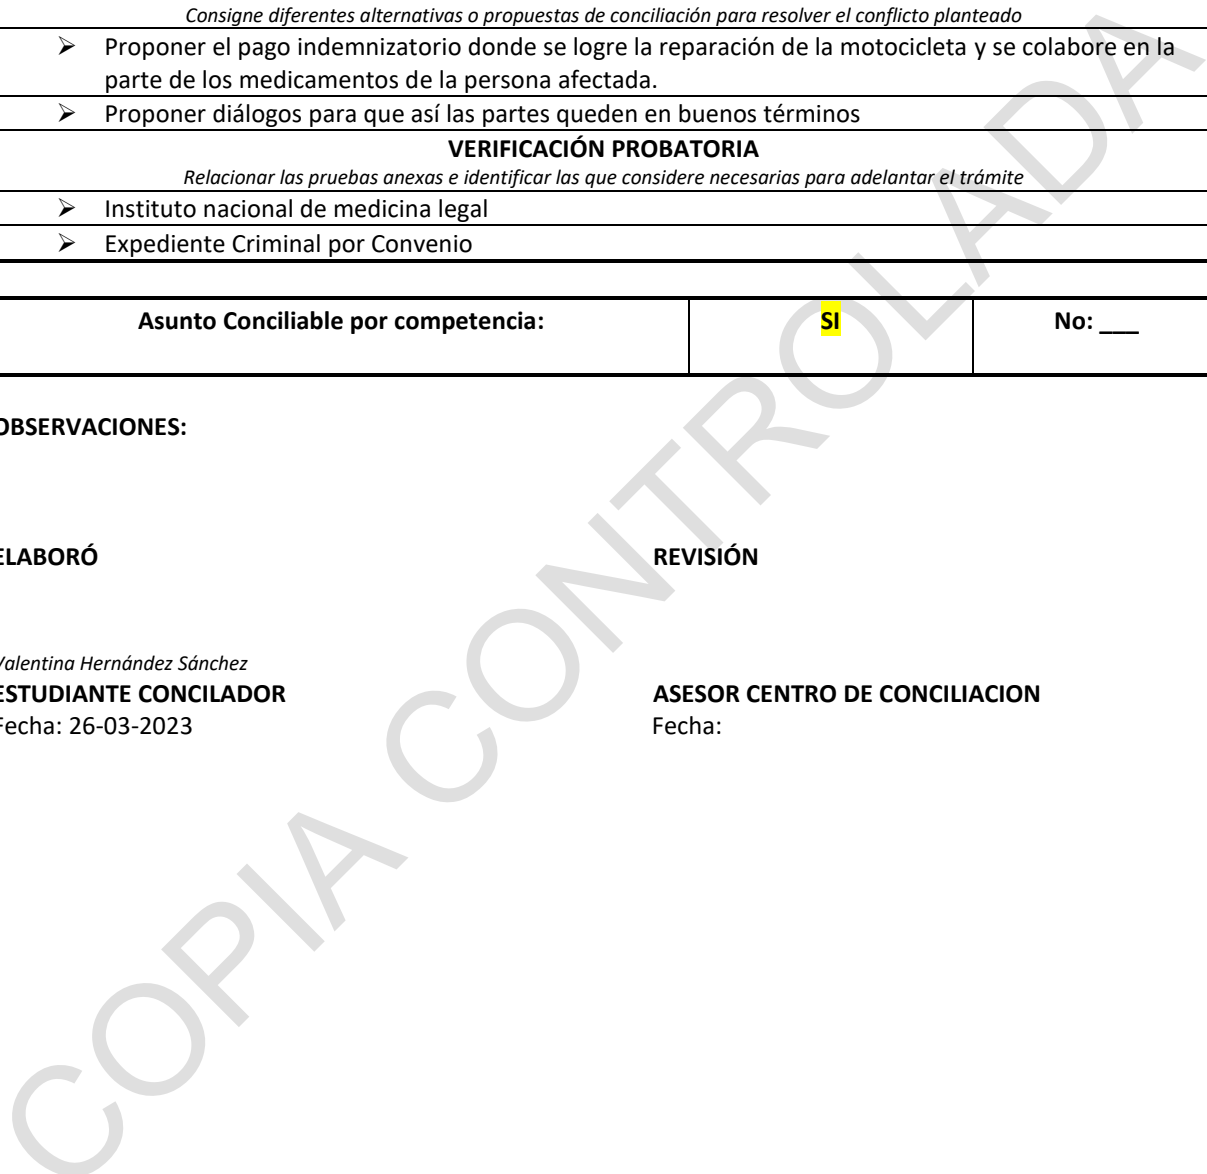 Consigne diferentes alternativas o propuestas de conciliación para resolver el conflicto planteado
➢ Proponer el pago indemnizatorio donde se logre la reparación de la motocicleta y se colabore en la
parte de los medicamentos de la persona afectada.
➢ Proponer diálogos para que así las partes queden en buenos términos
VERIFICACIÓN PROBATORIA
Relacionar las pruebas anexas e identificar las que considere necesarias para adelantar el trámite
➢ Instituto nacional de medicina legal
➢ Expediente Criminal por Convenio
Asunto Conciliable por competencia: SI No: ___
OBSERVACIONES:
ELABORÓ REVISIÓN
Valentina Hernández Sánchez
ESTUDIANTE CONCILADOR ASESOR CENTRO DE CONCILIACION
Fecha: 26-03-2023 Fecha:
COPIA CONTROLADA